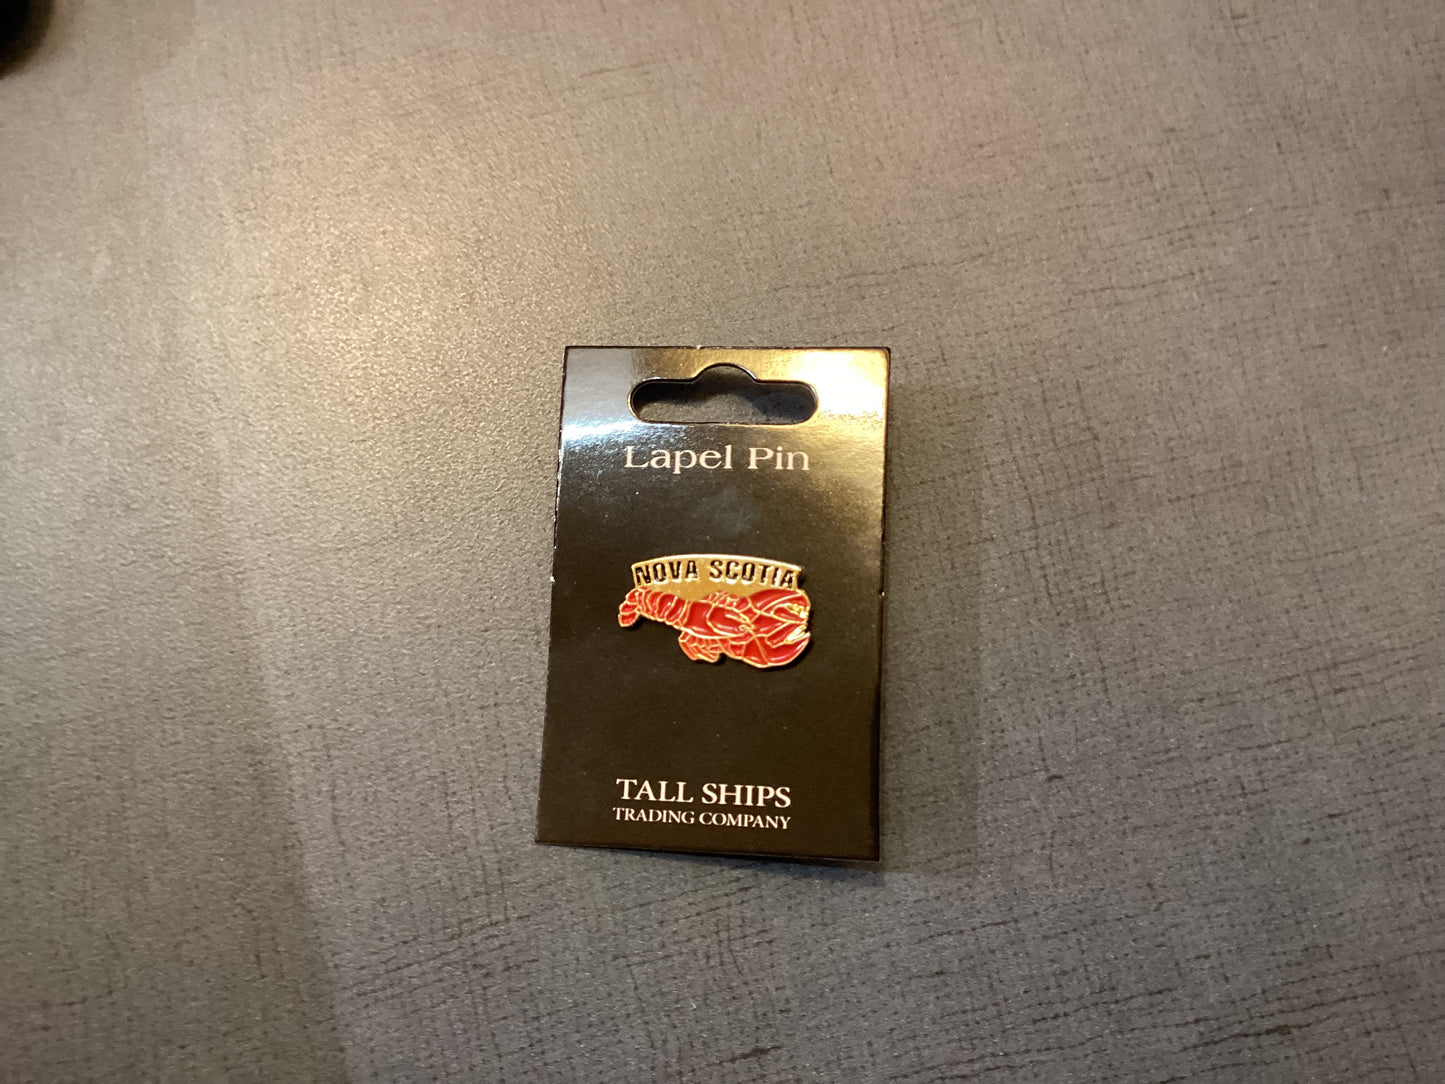 Lapel Pin
NOVA SCOTIA
TALL SHIPS
TRADING COMPANY